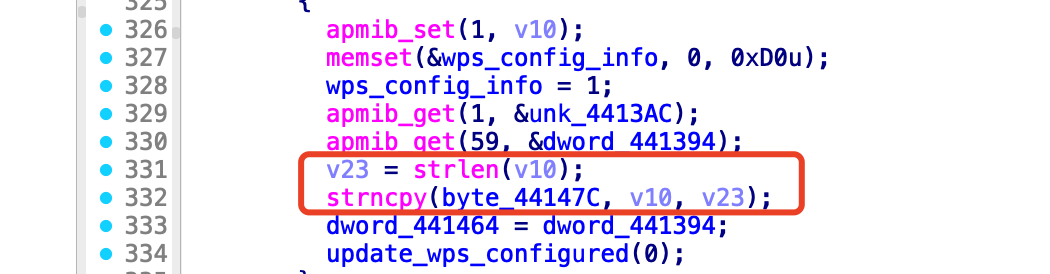 325 {
326 apmib_set(1, v10);
327 memset(&wps_config_info, 0, 0xD0u);
328 wps_config_info = 1;
329 apmib_get(1, &unk_4413AC);
330 apmib_get(59, &dword_441394);
331 v23 = strlen(v10);
332 strncpy(byte_44147C, v10, v23);
333 dword_441464 = dword_441394;
334 update_wps_configured(0);